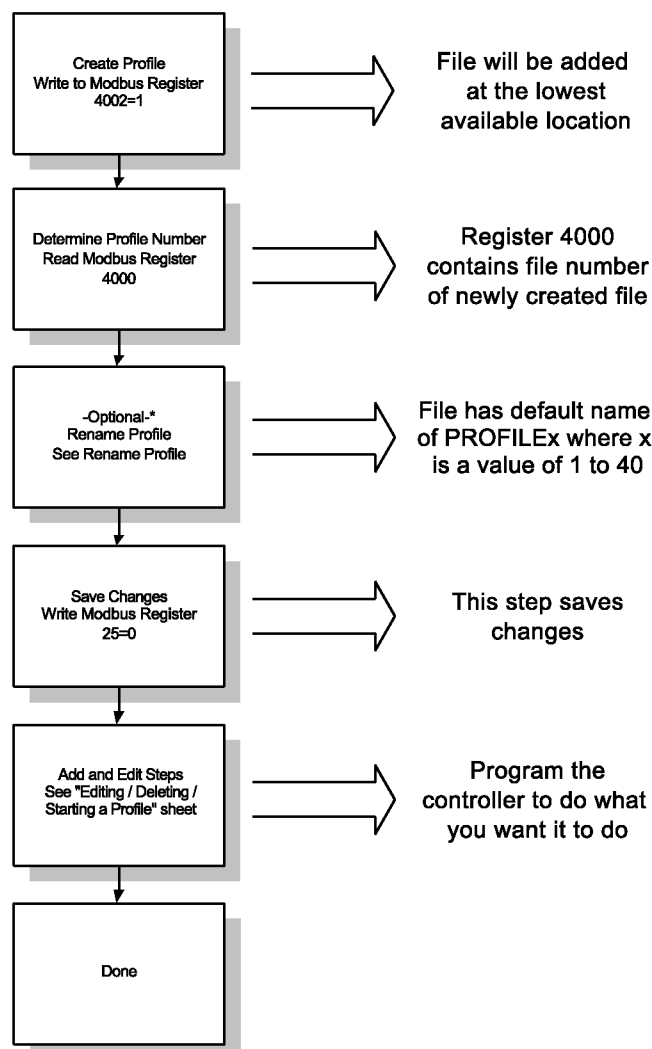 Create Profile
Write to Modbus Register
4002=1
File will be added
at the lowest
available location
Determine Profile Number
Read Modbus Register
4000
Register 4000
contains file number
of newly created file
-Optional-*
Rename Profile
See Rename Profile
File has default name
of PROFILEx where x
is a value of 1 to 40
Save Changes
Write Modbus Register
25=0
This step saves
changes
Add and Edit Steps
See "Editing / Deleting /
Starting a Profile" sheet
Program the
controller to do what
you want it to do
Done